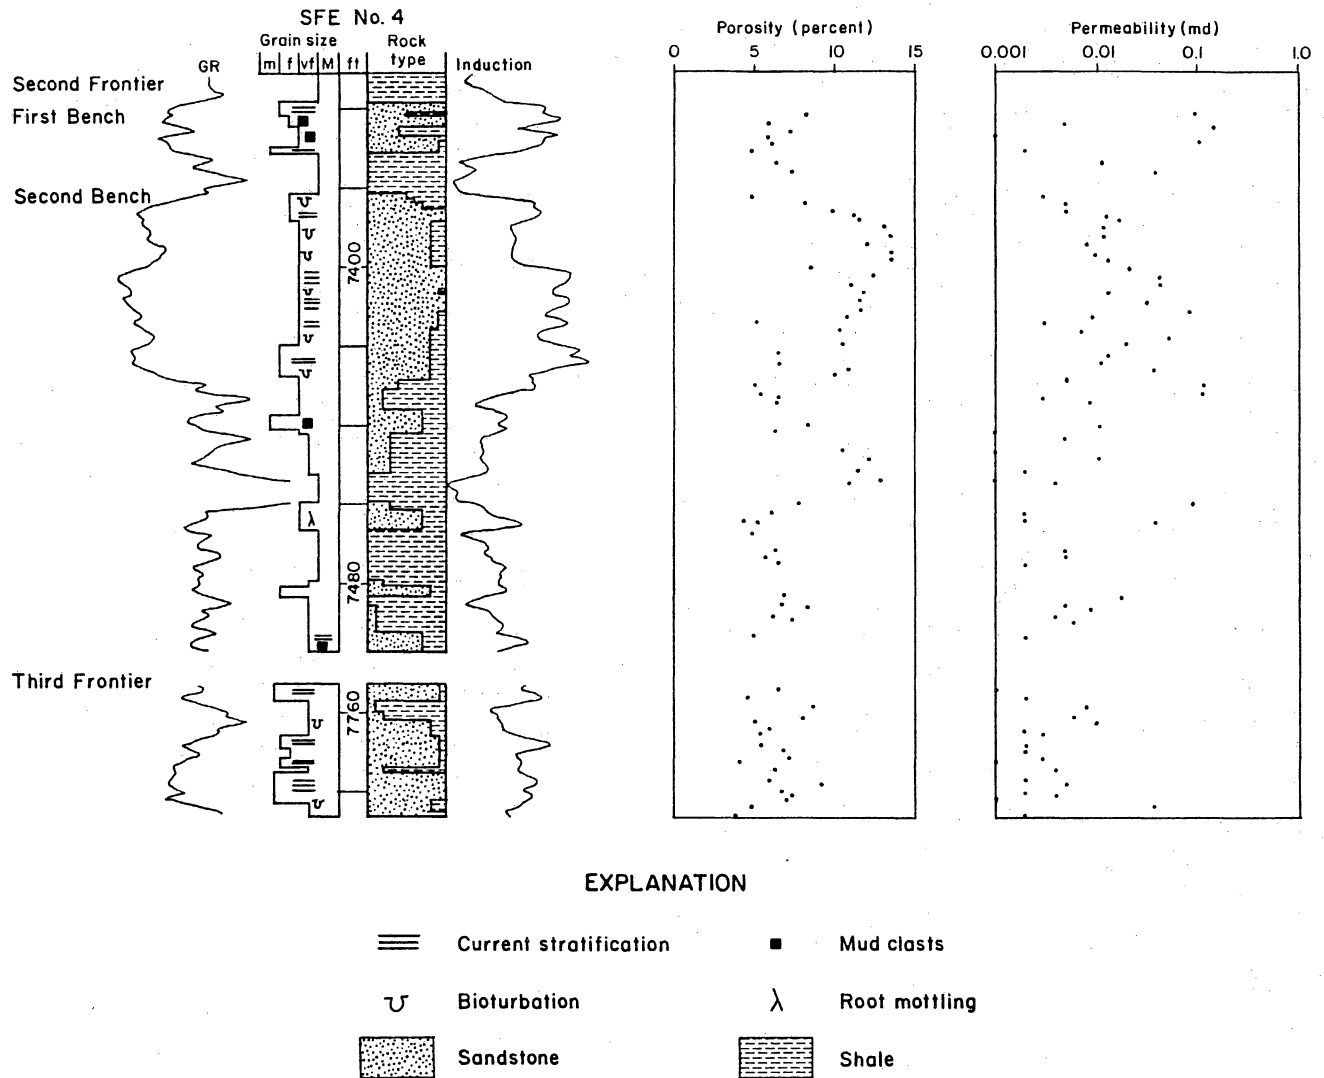 SFE No. 4
Grain size
Rock type
GR
m f vf M ft
Induction
Porosity (percent)
0 5 10 15
Permeability (md)
0.001 0.01 0.1 1.0
Second Frontier
First Bench
Second Bench
7400
7480
Third Frontier
7760
EXPLANATION
Current stratification
Mud clasts
Bioturbation
Root mottling
Sandstone
Shale